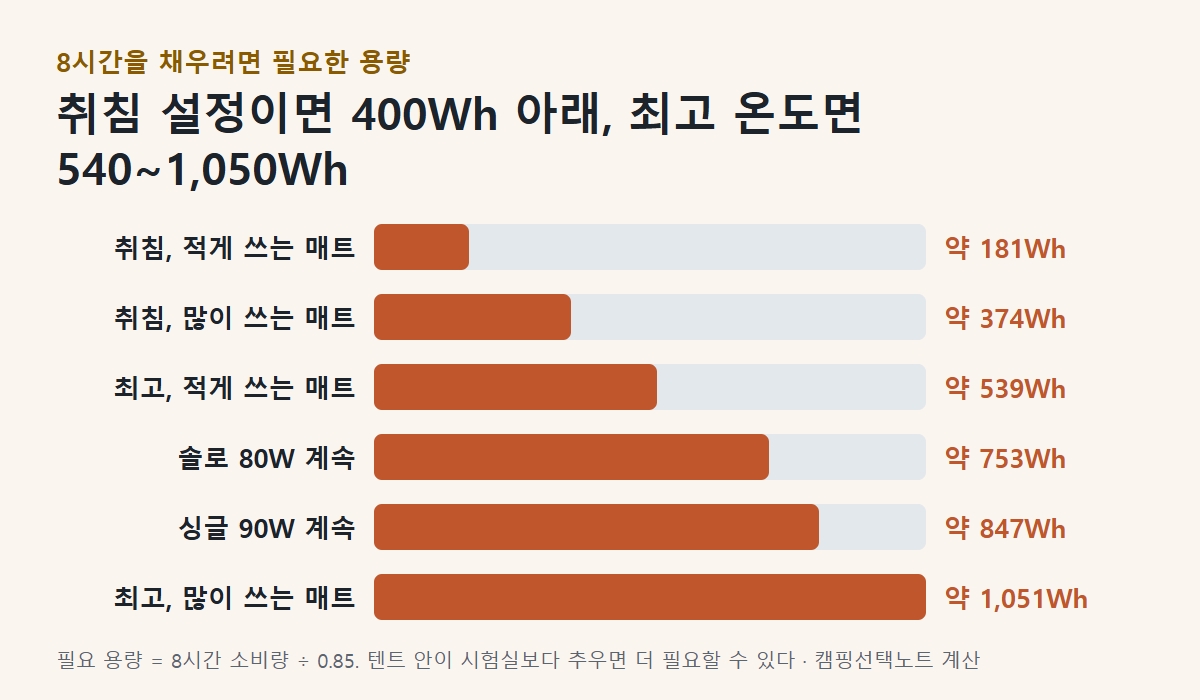 8시간을 채우려면 필요한 용량
취침 설정이면 400Wh 아래, 최고 온도면
540~1,050Wh
취침, 적게 쓰는 매트 약 181Wh
취침, 많이 쓰는 매트 약 374Wh
최고, 적게 쓰는 매트 약 539Wh
솔로 80W 계속 약 753Wh
싱글 90W 계속 약 847Wh
최고, 많이 쓰는 매트 약 1,051Wh
필요 용량 = 8시간 소비량 ÷ 0.85. 텐트 안이 시험실보다 추우면 더 필요할 수 있다 · 캠핑선택노트 계산